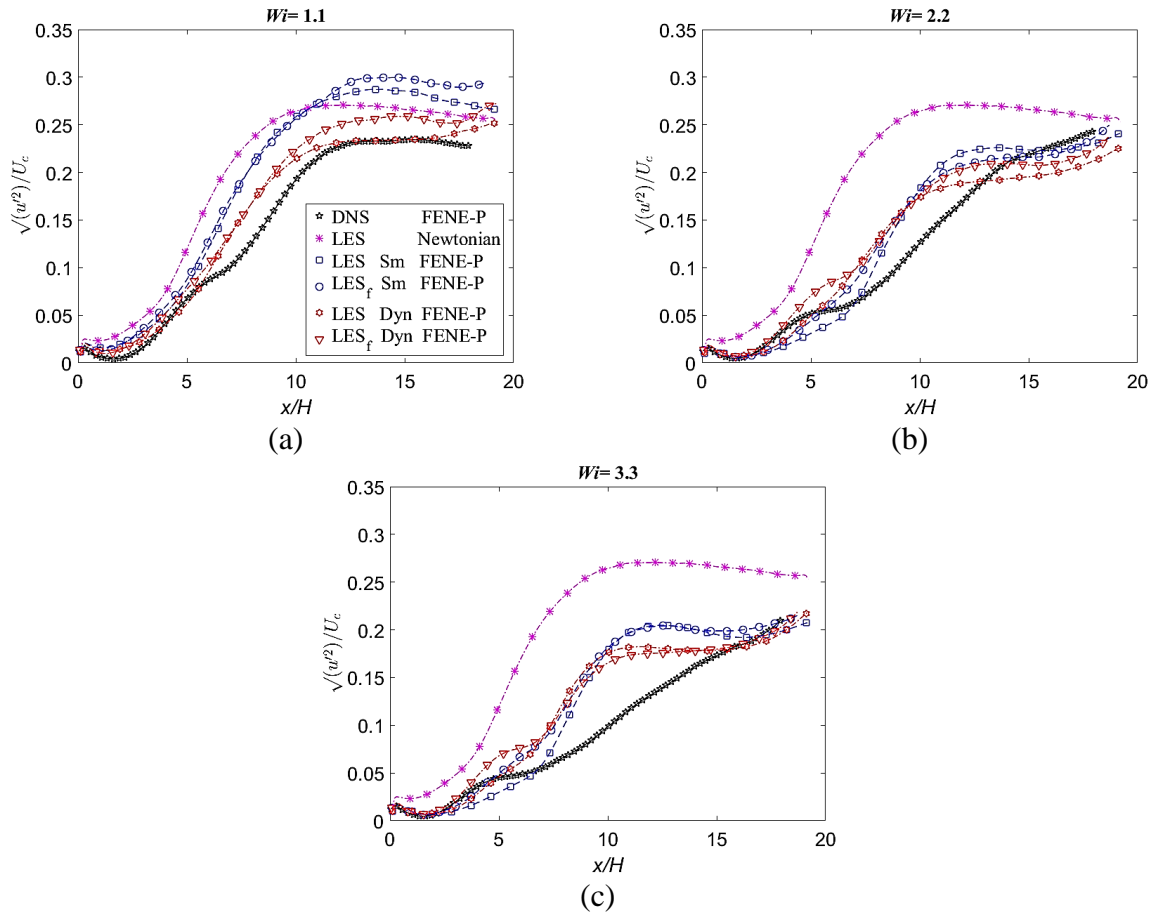 Wi= 1.1
0.35
0.3
0.25
0.2
0.15
0.1
0.05
0
√(u′²)/U_c
DNS FENE-P
LES Newtonian
LES Sm FENE-P
LES_f Sm FENE-P
LES Dyn FENE-P
LES_f Dyn FENE-P
0 5 10 15 20
x/H
(a)
Wi= 2.2
0.35
0.3
0.25
0.2
0.15
0.1
0.05
0
√(u′²)/U_c
0 5 10 15 20
x/H
(b)
Wi= 3.3
0.35
0.3
0.25
0.2
0.15
0.1
0.05
0
√(u′²)/U_c
0 5 10 15 20
x/H
(c)